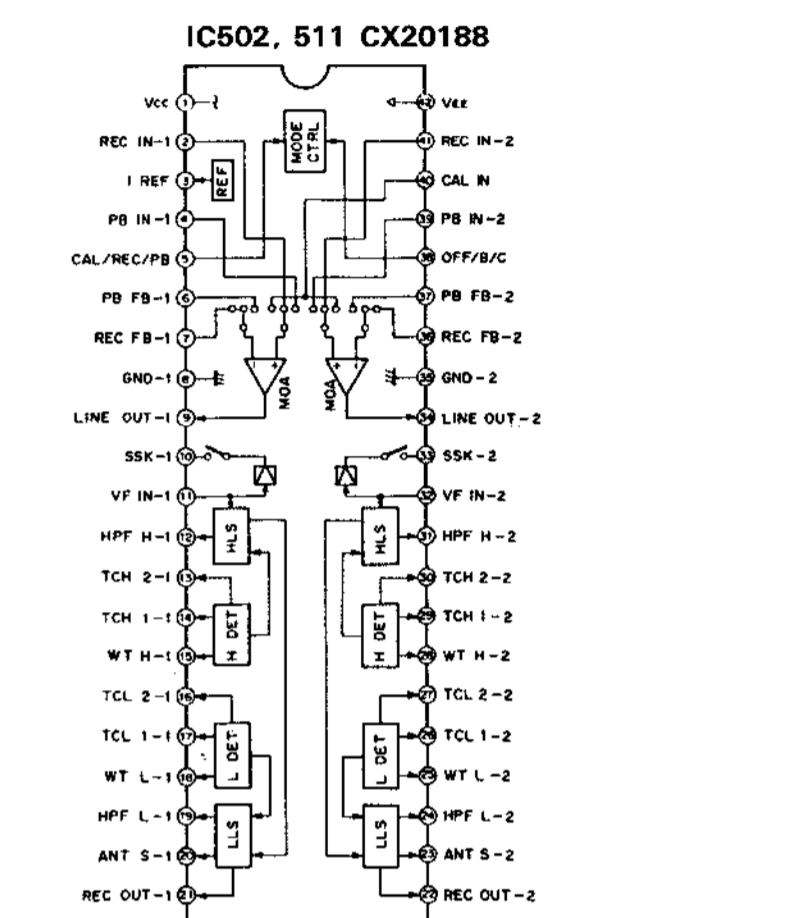 IC502, 511 CX20188
Vcc 1 42 VEE
REC IN-1 2 MODE CTRL 41 REC IN-2
I REF 3 REF 40 CAL IN
PB IN-1 4 39 PB IN-2
CAL/REC/PB 5 38 OFF/B/C
PB FB-1 6 37 PB FB-2
REC FB-1 7 36 REC FB-2
- + + -
GND-1 8 MOA MOA 35 GND-2
LINE OUT-1 9 34 LINE OUT-2
SSK-1 10 33 SSK-2
VF IN-1 11 32 VF IN-2
HPF H-1 12 HLS HLS 31 HPF H-2
TCH 2-1 13 30 TCH 2-2
TCH 1-1 14 H DET H DET 29 TCH 1-2
WT H-1 15 28 WT H-2
TCL 2-1 16 27 TCL 2-2
TCL 1-1 17 L DET L DET 26 TCL 1-2
WT L-1 18 25 WT L-2
HPF L-1 19 LLS LLS 24 HPF L-2
ANT S-1 20 23 ANT S-2
REC OUT-1 21 22 REC OUT-2